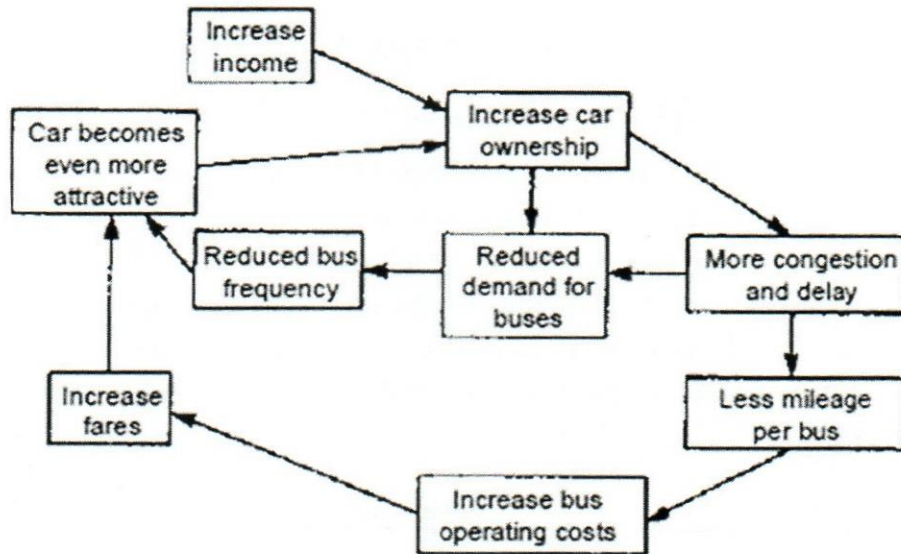 Increase
income
Increase car
ownership
Car becomes
even more
attractive
Reduced bus
frequency
Reduced
demand for
buses
More congestion
and delay
Increase
fares
Less mileage
per bus
Increase bus
operating costs